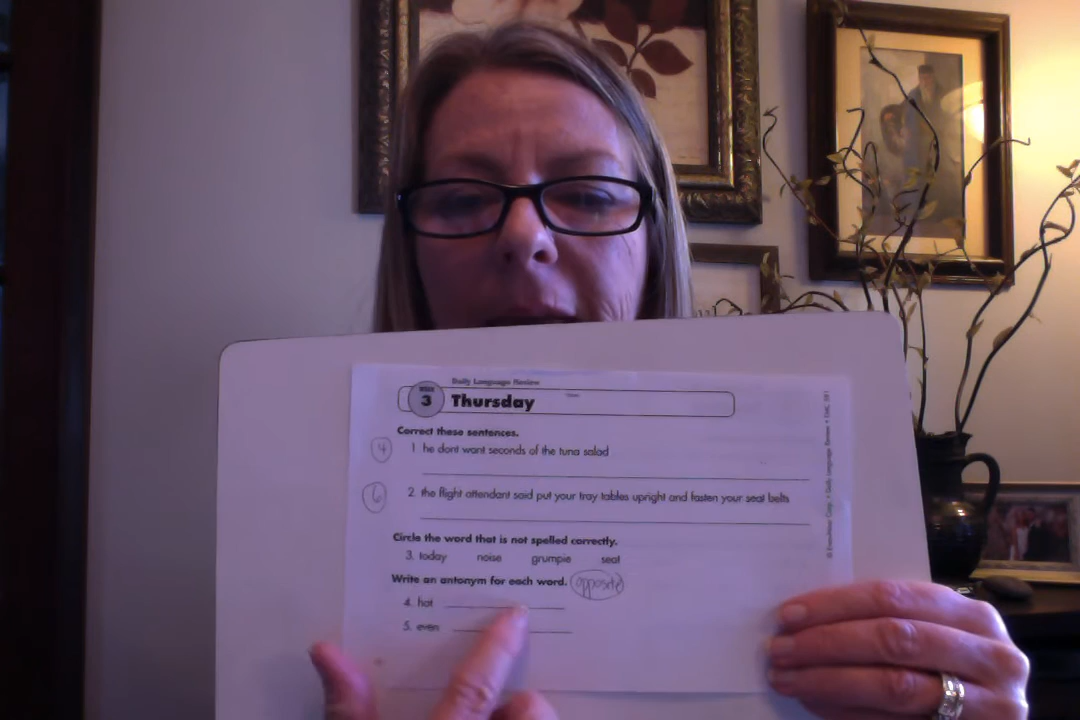 Daily Language Review
3 Thursday
Correct these sentences.
4 1. he dont want seconds of the tuna salad
6 2. the flight attendant said put your tray tables upright and fasten your seat belts
Circle the word that is not spelled correctly.
3. today noise grumpie seat
Write an antonym for each word. opposite
4. hot
5. even